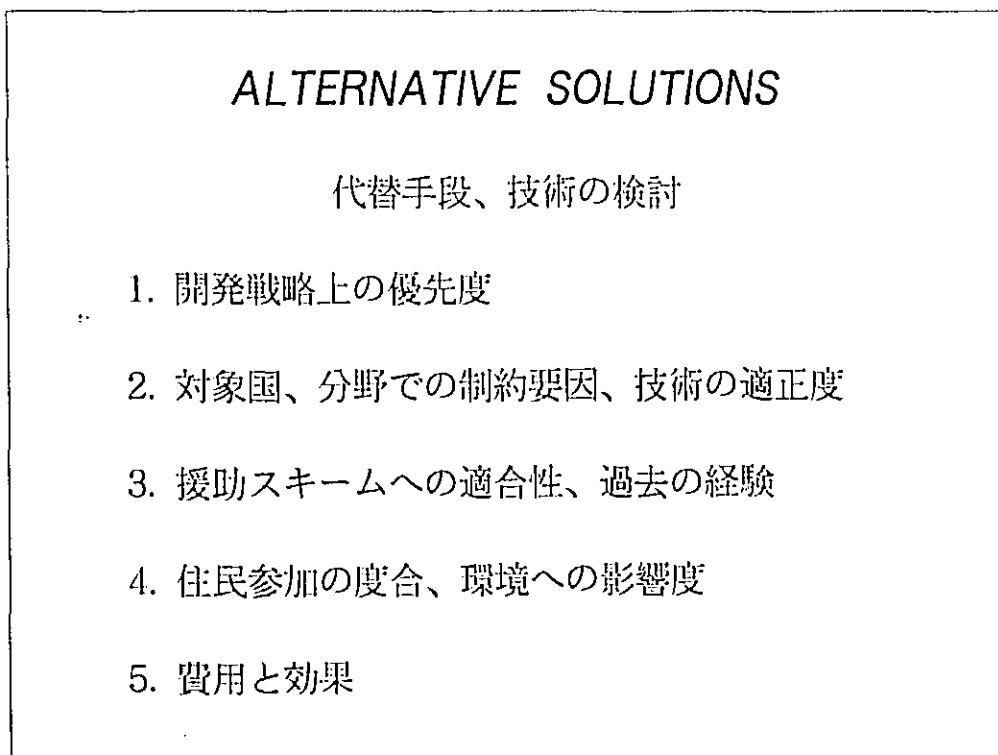 ALTERNATIVE SOLUTIONS
代替手段、技術の検討
1. 開発戦略上の優先度
2. 対象国、分野での制約要因、技術の適正度
3. 援助スキームへの適合性、過去の経験
4. 住民参加の度合、環境への影響度
5. 費用と効果